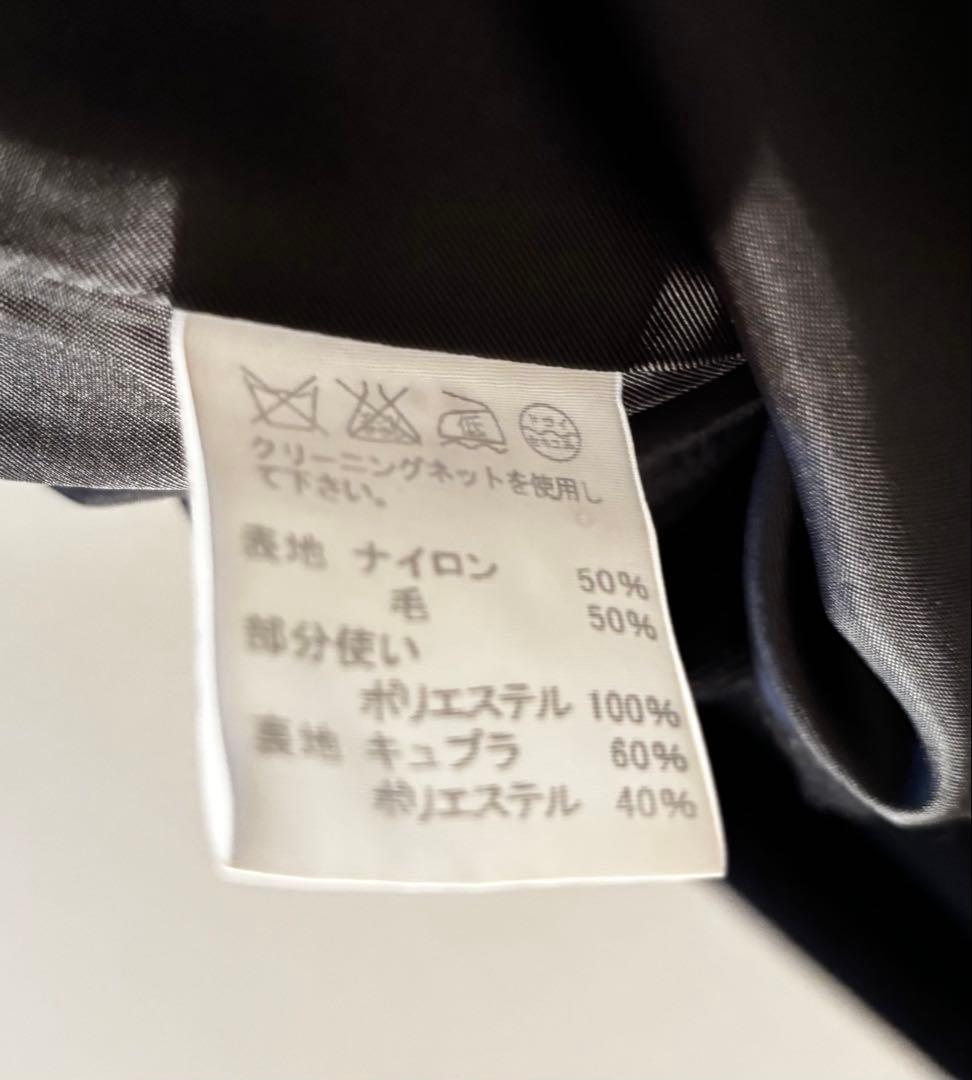 低
クリーニングネットを使用し
て下さい。
表地 ナイロン 50%
毛 50%
部分使い
ポリエステル 100%
キュプラ 60%
ポリエステル 40%